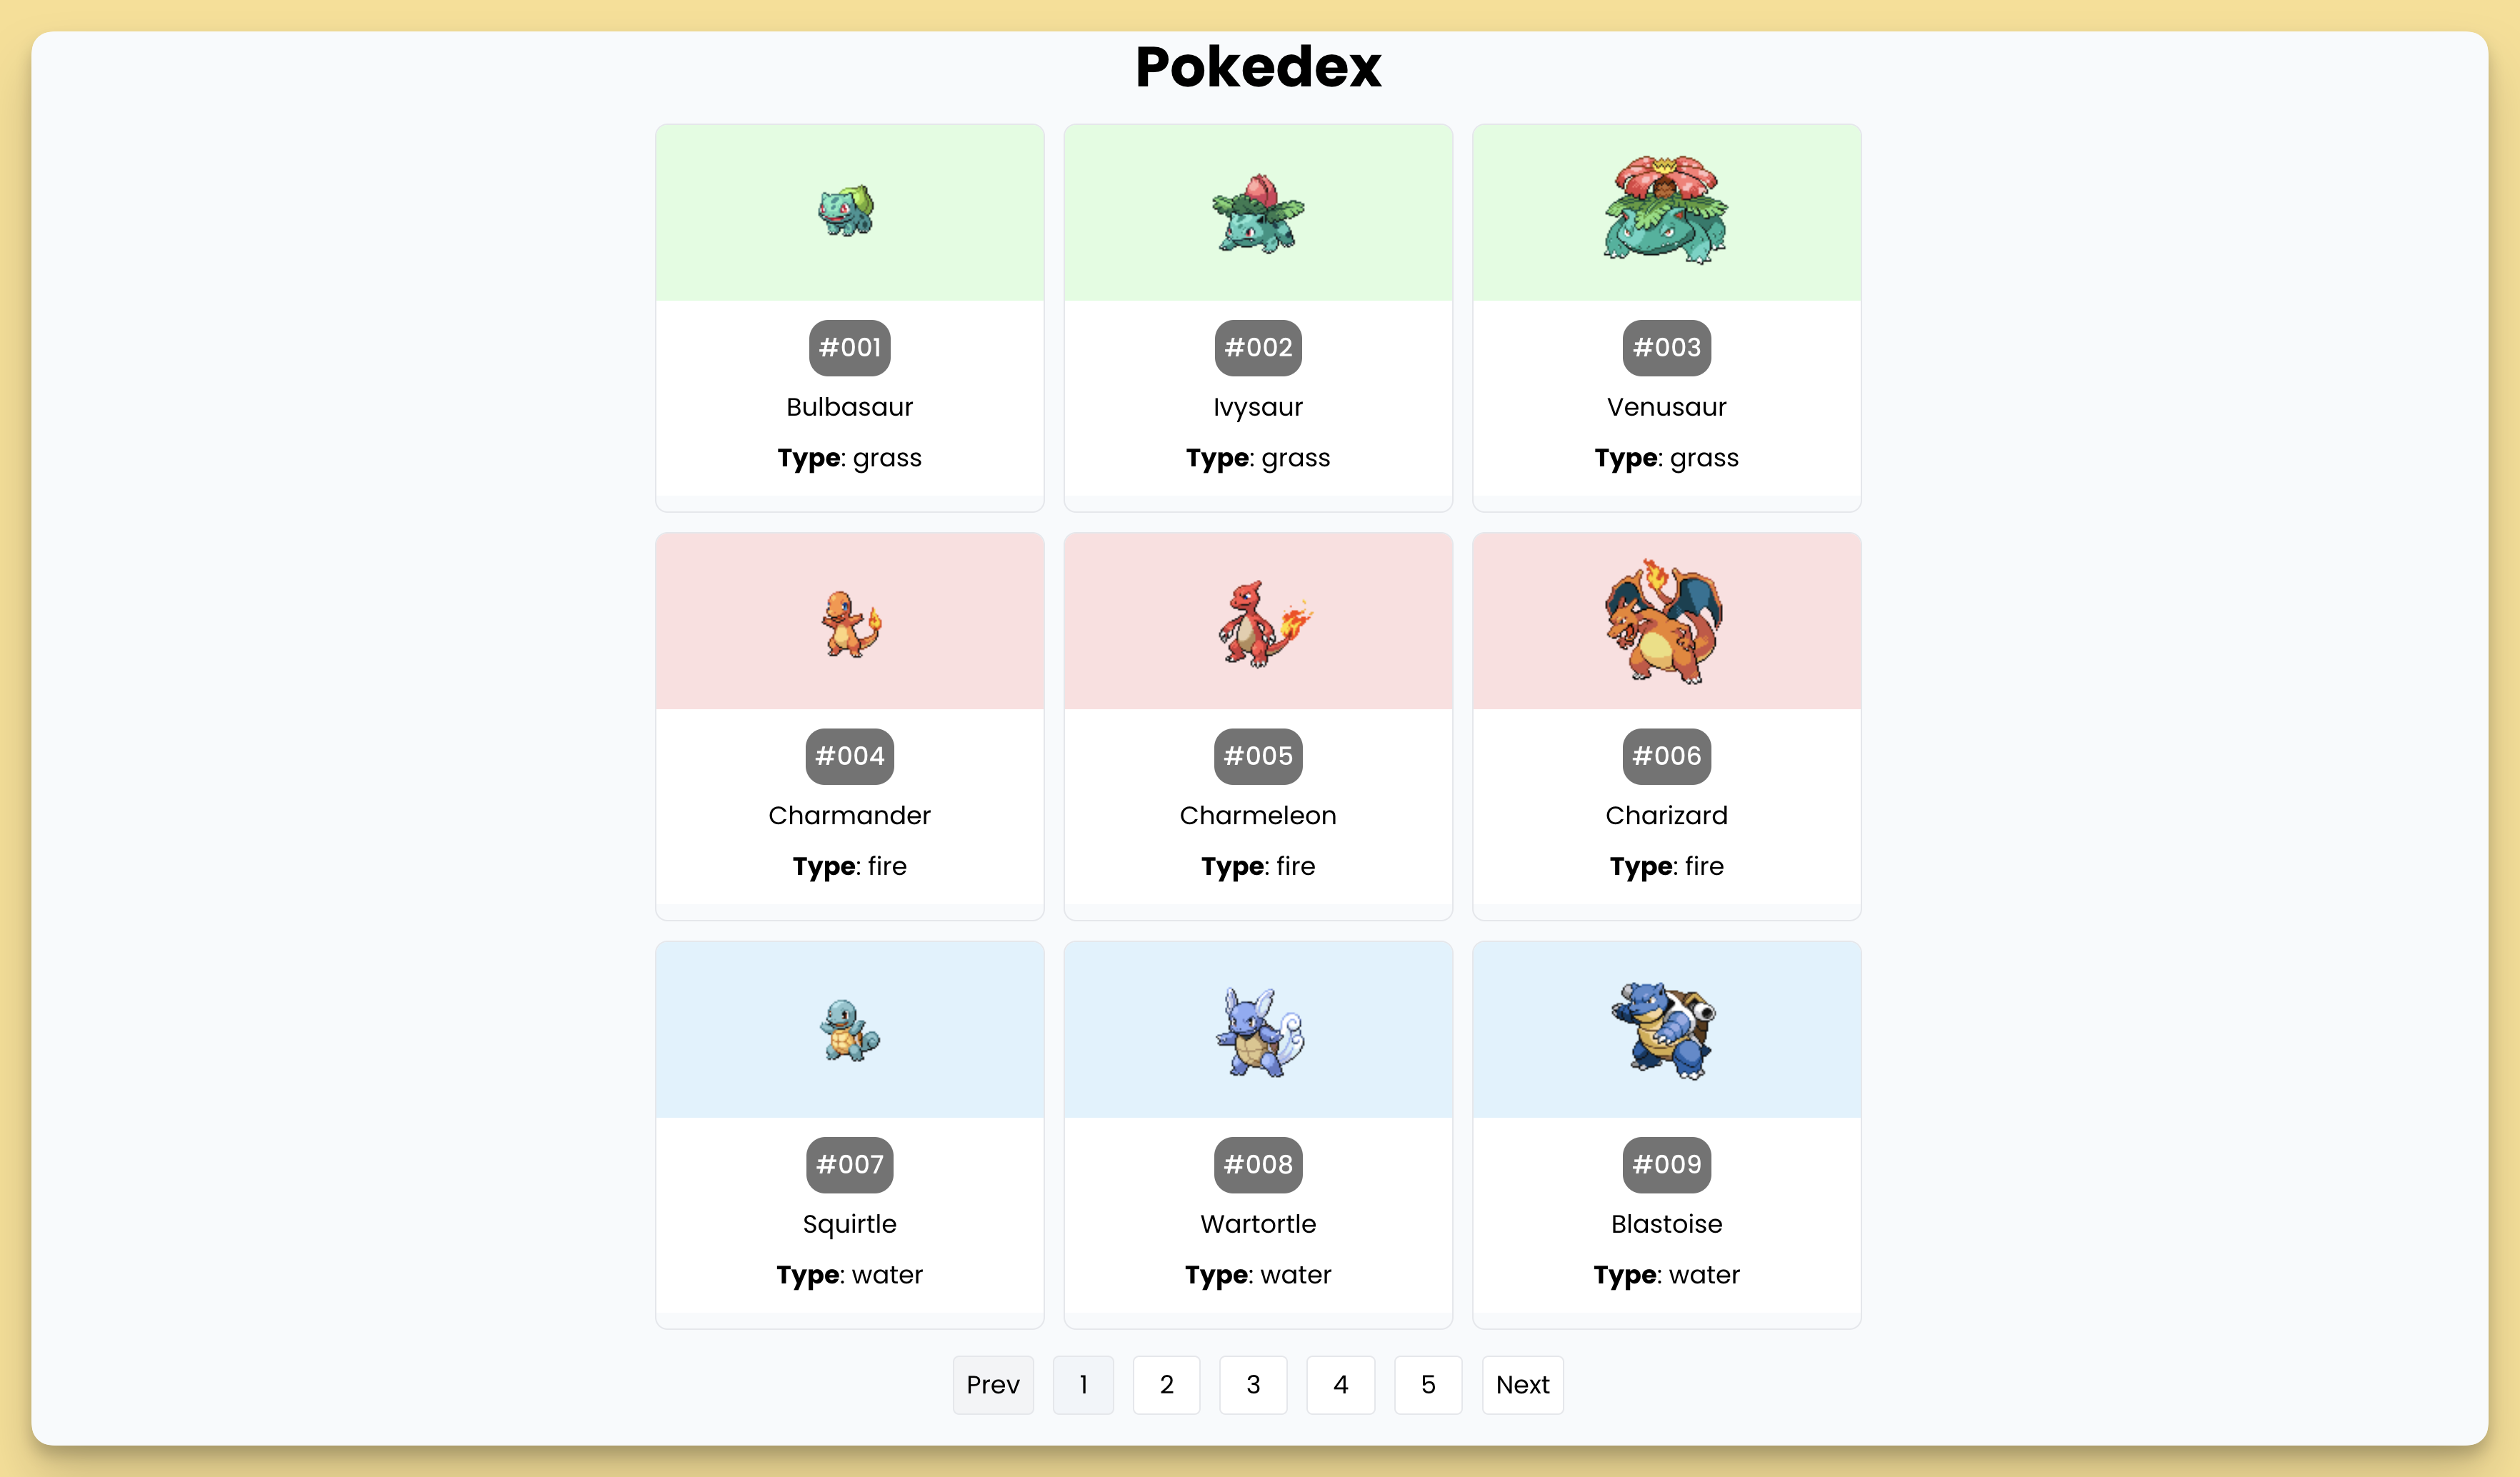 Pokedex
#001
Bulbasaur
Type: grass
#002
Ivysaur
Type: grass
#003
Venusaur
Type: grass
#004
Charmander
Type: fire
#005
Charmeleon
Type: fire
#006
Charizard
Type: fire
#007
Squirtle
Type: water
#008
Wartortle
Type: water
#009
Blastoise
Type: water
Prev 1 2 3 4 5 Next